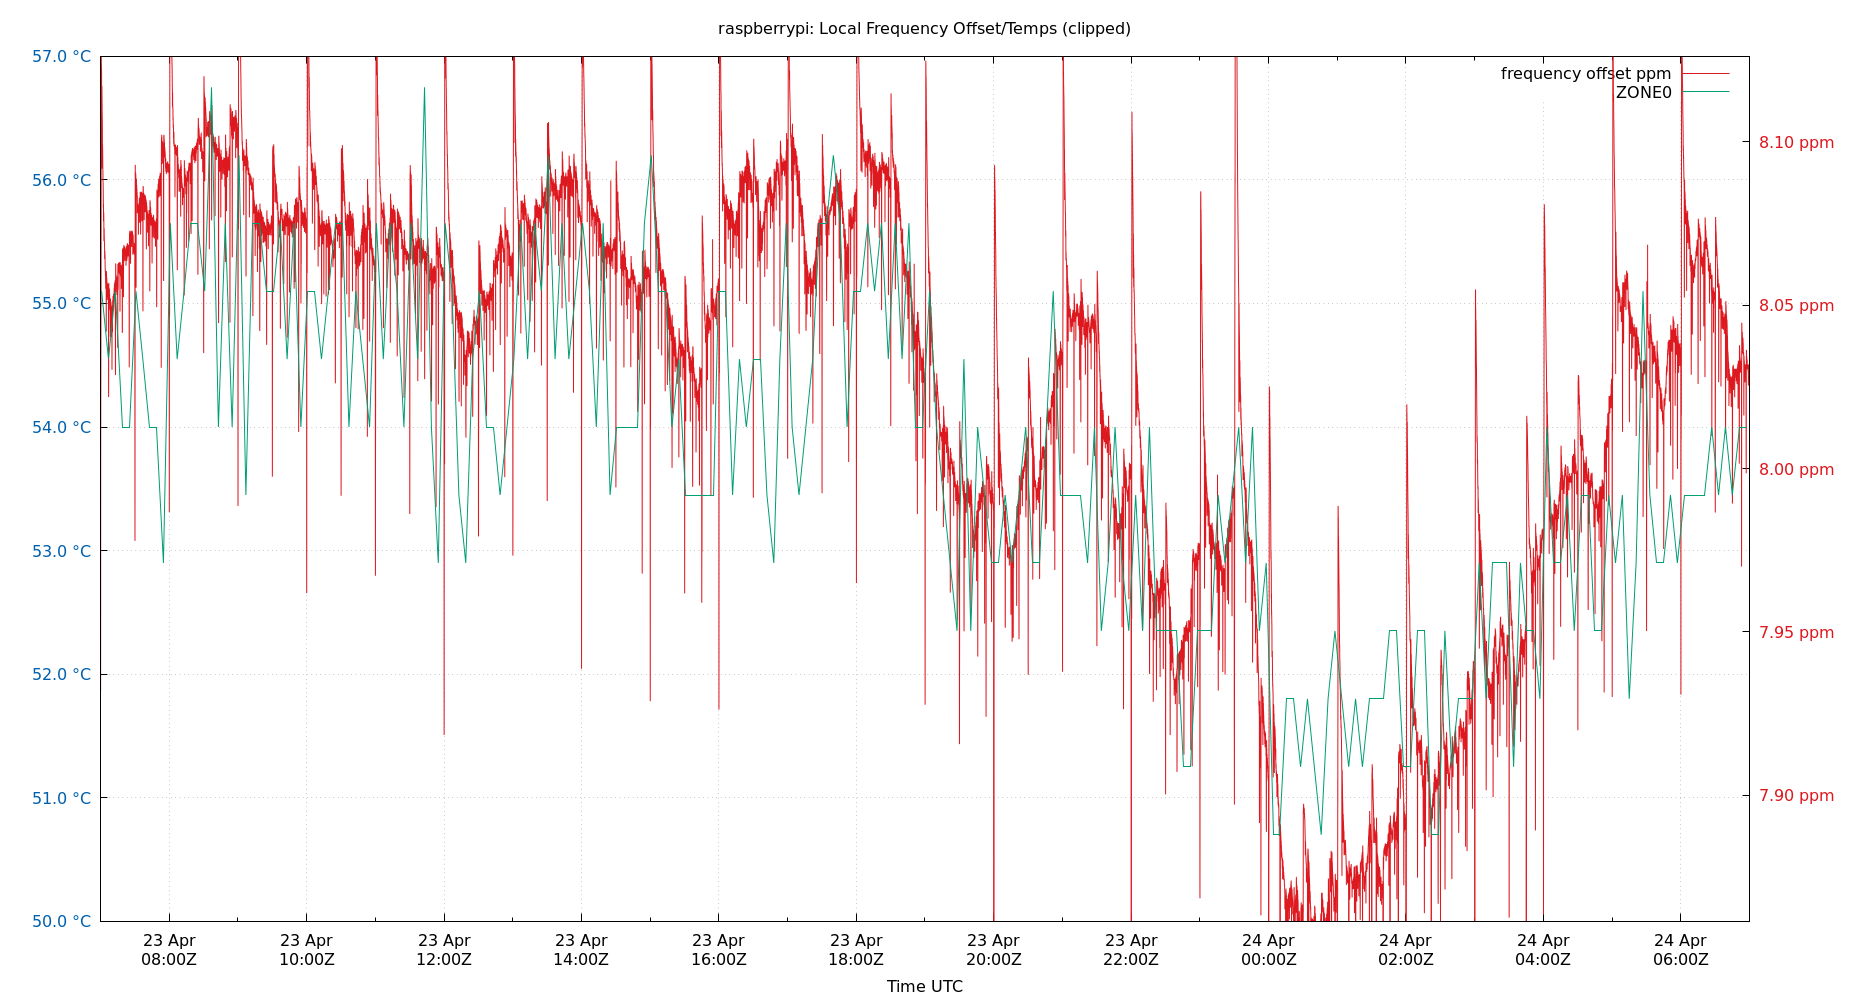 raspberrypi: Local Frequency Offset/Temps (clipped)
frequency offset ppm
ZONE0
57.0 °C
56.0 °C
55.0 °C
54.0 °C
53.0 °C
52.0 °C
51.0 °C
50.0 °C
8.10 ppm
8.05 ppm
8.00 ppm
7.95 ppm
7.90 ppm
23 Apr 23 Apr 23 Apr 23 Apr 23 Apr 23 Apr 23 Apr 23 Apr 24 Apr 24 Apr 24 Apr 24 Apr
08:00Z 10:00Z 12:00Z 14:00Z 16:00Z 18:00Z 20:00Z 22:00Z 00:00Z 02:00Z 04:00Z 06:00Z
Time UTC